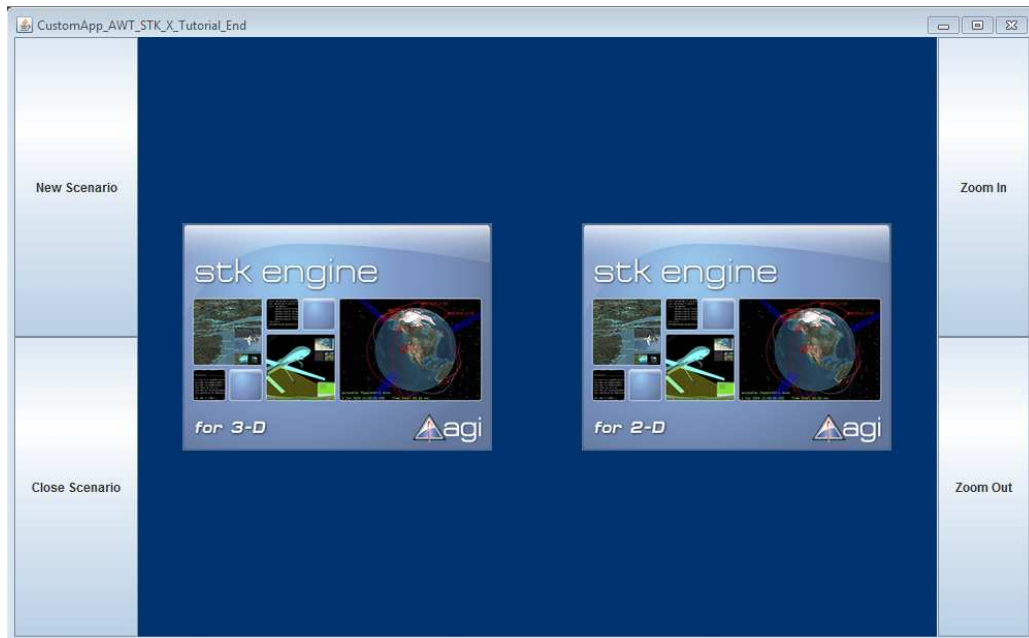 CustomApp_AWT_STK_X_Tutorial_End
New Scenario
Close Scenario
stk engine
for 3-D
agi
stk engine
for 2-D
agi
Zoom In
Zoom Out